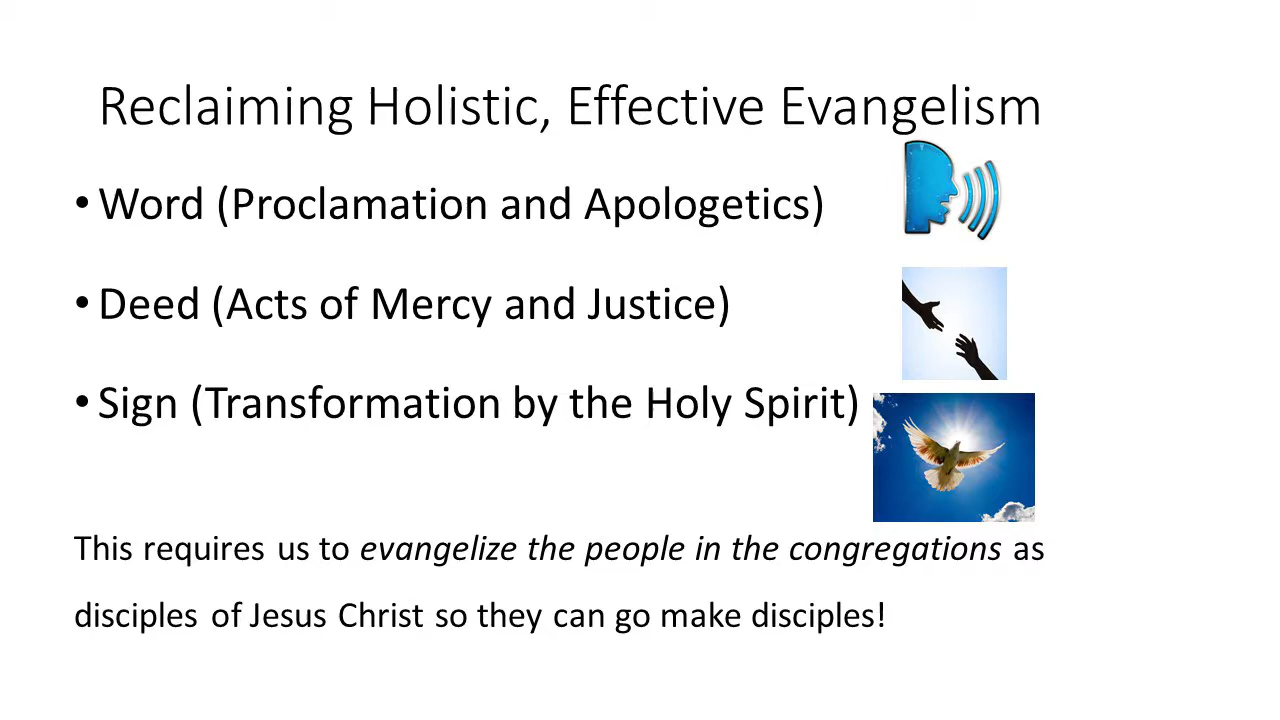 Reclaiming Holistic, Effective Evangelism
• Word (Proclamation and Apologetics)
• Deed (Acts of Mercy and Justice)
• Sign (Transformation by the Holy Spirit)
This requires us to evangelize the people in the congregations as
disciples of Jesus Christ so they can go make disciples!